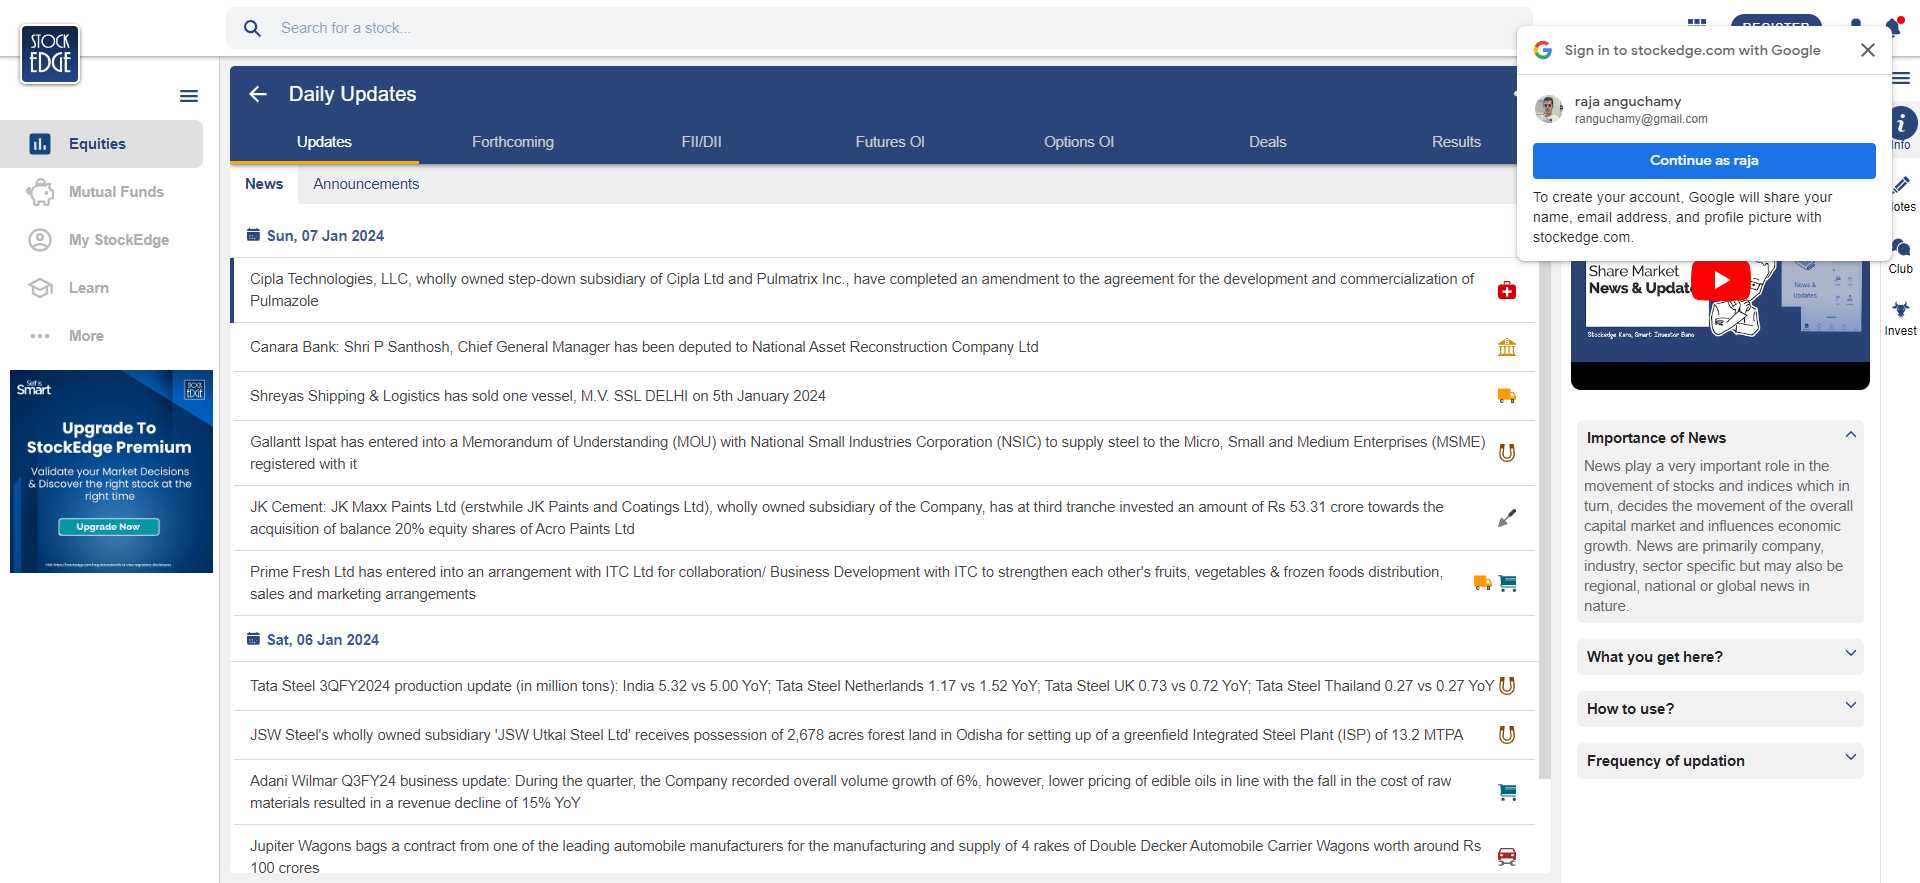 STOCK
EDGE
Search for a stock...
Equities
Mutual Funds
My StockEdge
Learn
More
Self is
Smart
STOCK
EDGE
Upgrade To
StockEdge Premium
Validate your Market Decisions
& Discover the right stock at the
right time
Upgrade Now
Daily Updates
Updates
Forthcoming
FII/DII
Futures OI
Options OI
Deals
Results
News
Announcements
Sun, 07 Jan 2024
Cipla Technologies, LLC, wholly owned step-down subsidiary of Cipla Ltd and Pulmatrix Inc., have completed an amendment to the agreement for the development and commercialization of
Pulmazole
Canara Bank: Shri P Santhosh, Chief General Manager has been deputed to National Asset Reconstruction Company Ltd
Shreyas Shipping & Logistics has sold one vessel, M.V. SSL DELHI on 5th January 2024
Gallantt Ispat has entered into a Memorandum of Understanding (MOU) with National Small Industries Corporation (NSIC) to supply steel to the Micro, Small and Medium Enterprises (MSME)
registered with it
JK Cement: JK Maxx Paints Ltd (erstwhile JK Paints and Coatings Ltd), wholly owned subsidiary of the Company, has at third tranche invested an amount of Rs 53.31 crore towards the
acquisition of balance 20% equity shares of Acro Paints Ltd
Prime Fresh Ltd has entered into an arrangement with ITC Ltd for collaboration/ Business Development with ITC to strengthen each other's fruits, vegetables & frozen foods distribution,
sales and marketing arrangements
Sat, 06 Jan 2024
Tata Steel 3QFY2024 production update (in million tons): India 5.32 vs 5.00 YoY; Tata Steel Netherlands 1.17 vs 1.52 YoY; Tata Steel UK 0.73 vs 0.72 YoY; Tata Steel Thailand 0.27 vs 0.27 YoY
JSW Steel's wholly owned subsidiary 'JSW Utkal Steel Ltd' receives possession of 2,678 acres forest land in Odisha for setting up of a greenfield Integrated Steel Plant (ISP) of 13.2 MTPA
Adani Wilmar Q3FY24 business update: During the quarter, the Company recorded overall volume growth of 6%, however, lower pricing of edible oils in line with the fall in the cost of raw
materials resulted in a revenue decline of 15% YoY
Jupiter Wagons bags a contract from one of the leading automobile manufacturers for the manufacturing and supply of 4 rakes of Double Decker Automobile Carrier Wagons worth around Rs
100 crores
REGISTER
Sign in to stockedge.com with Google
raja anguchamy
ranguchamy@gmail.com
Continue as raja
To create your account, Google will share your
name, email address, and profile picture with
stockedge.com.
Share Market
News & Updat
News &
Updates
Stockedge Karo, Smart Investor Bano
Importance of News
News play a very important role in the
movement of stocks and indices which in
turn, decides the movement of the overall
capital market and influences economic
growth. News are primarily company,
industry, sector specific but may also be
regional, national or global news in
nature.
What you get here?
How to use?
Frequency of updation
Info
otes
Club
Invest